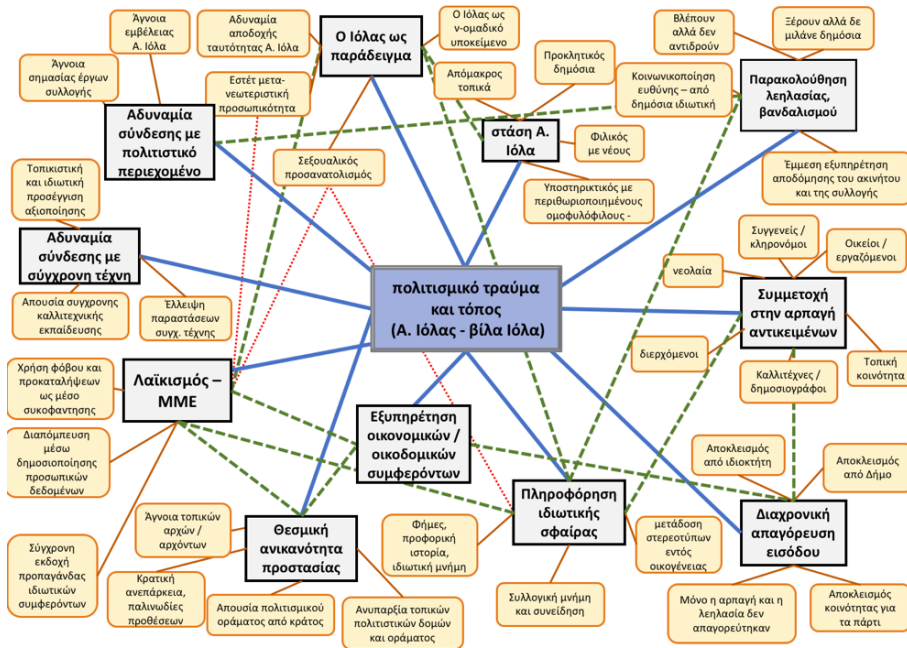 Άγνοια
εμβέλειας
Α. Ιόλα
Αδυναμία
αποδοχής
ταυτότητας Α. Ιόλα
Ο Ιόλας ως
παράδειγμα
Ο Ιόλας ως
ν-ομαδικό
υποκείμενο
Βλέπουν
αλλά δεν
αντιδρούν
Ξέρουν αλλά δε
μιλάνε δημόσια
Άγνοια
σημασίας έργων
συλλογής
Εστέτ μετα-
νεωτεριστική
προσωπικότητα
Απόμακρος
τοπικά
Προκλητικός
δημόσια
Κοινωνικοποίηση
ευθύνης – από
δημόσια ιδιωτική
Παρακολούθηση
λεηλασίας,
βανδαλισμού
Αδυναμία
σύνδεσης με
πολιτιστικό
περιεχομένο
στάση Α.
Ιόλα
Φιλικός
με νέους
Σεξουαλικός
προσανατολισμός
Υποστηρικτικός με
περιθωριοποιημένους
ομοφυλόφιλους -
Έμμεση εξυπηρέτηση
αποδόμησης του ακινήτου
και της συλλογής
Τοπικιστική
και ιδιωτική
προσέγγιση
αξιοποίησης
Αδυναμία
σύνδεσης με
σύγχρονη τέχνη
Απουσία συγχρονης
καλλιτεχνικής
εκπαίδευσης
Έλλειψη
παραστάσεων
συγχ. τέχνης
πολιτισμικό τραύμα
και τόπος
(Α. Ιόλας - βίλα Ιόλα)
Συγγενείς /
κληρονόμοι
Οικείοι /
εργαζόμενοι
νεολαία
Συμμετοχή
στην αρπαγή
αντικειμένων
διερχόμενοι
Καλλιτέχνες /
δημοσιογράφοι
Τοπική
κοινότητα
Χρήση φόβου και
προκαταλήψεων
ως μέσο
συκοφαντησης
Λαϊκισμός –
ΜΜΕ
Εξυπηρέτηση
οικονομικών /
οικοδομικών
συμφερόντων
Διαπόμπευση
μέσω
δημοσιοποίησης
προσωπικών
δεδομένων
Αποκλεισμός
από ιδιοκτήτη
Αποκλεισμός
από Δήμο
Σύγχρονη
εκδοχή
προπαγάνδας
ιδιωτικών
συμφερόντων
Άγνοια τοπικών
αρχών /
αρχόντων
Θεσμική
ανικανότητα
προστασίας
Φήμες,
προφορική
ιστορία,
ιδιωτική μνήμη
Πληροφόρηση
ιδιωτικής
σφαίρας
μετάδοση
στερεοτύπων
εντός
οικογένειας
Διαχρονική
απαγόρευση
εισόδου
Κρατική
ανεπάρκεια,
παλινωδίες
προθέσεων
Απουσία πολιτισμικού
οράματος από κράτος
Ανυπαρξία τοπικών
πολιτιστικών δομών
και οράματος
Συλλογική μνήμη
και συνείδηση
Μόνο η αρπαγή και η
λεηλασία δεν
απαγορεύτηκαν
Αποκλεισμός
κοινότητας για
τα πάρτι